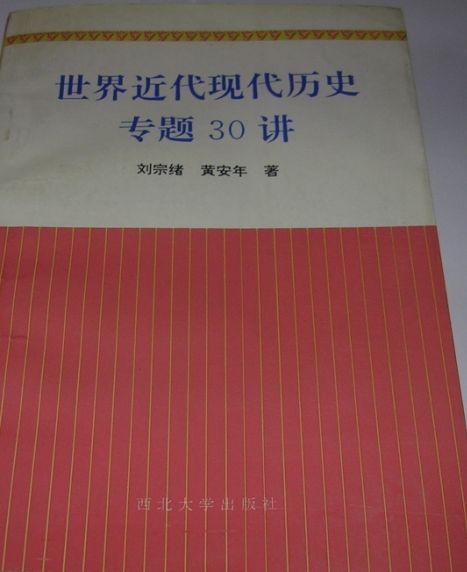 世界近代现代历史
专题 30 讲
刘宗绪 黄安年 著
西北大学出版社